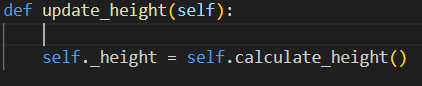 def update_height(self):
self._height = self.calculate_height()